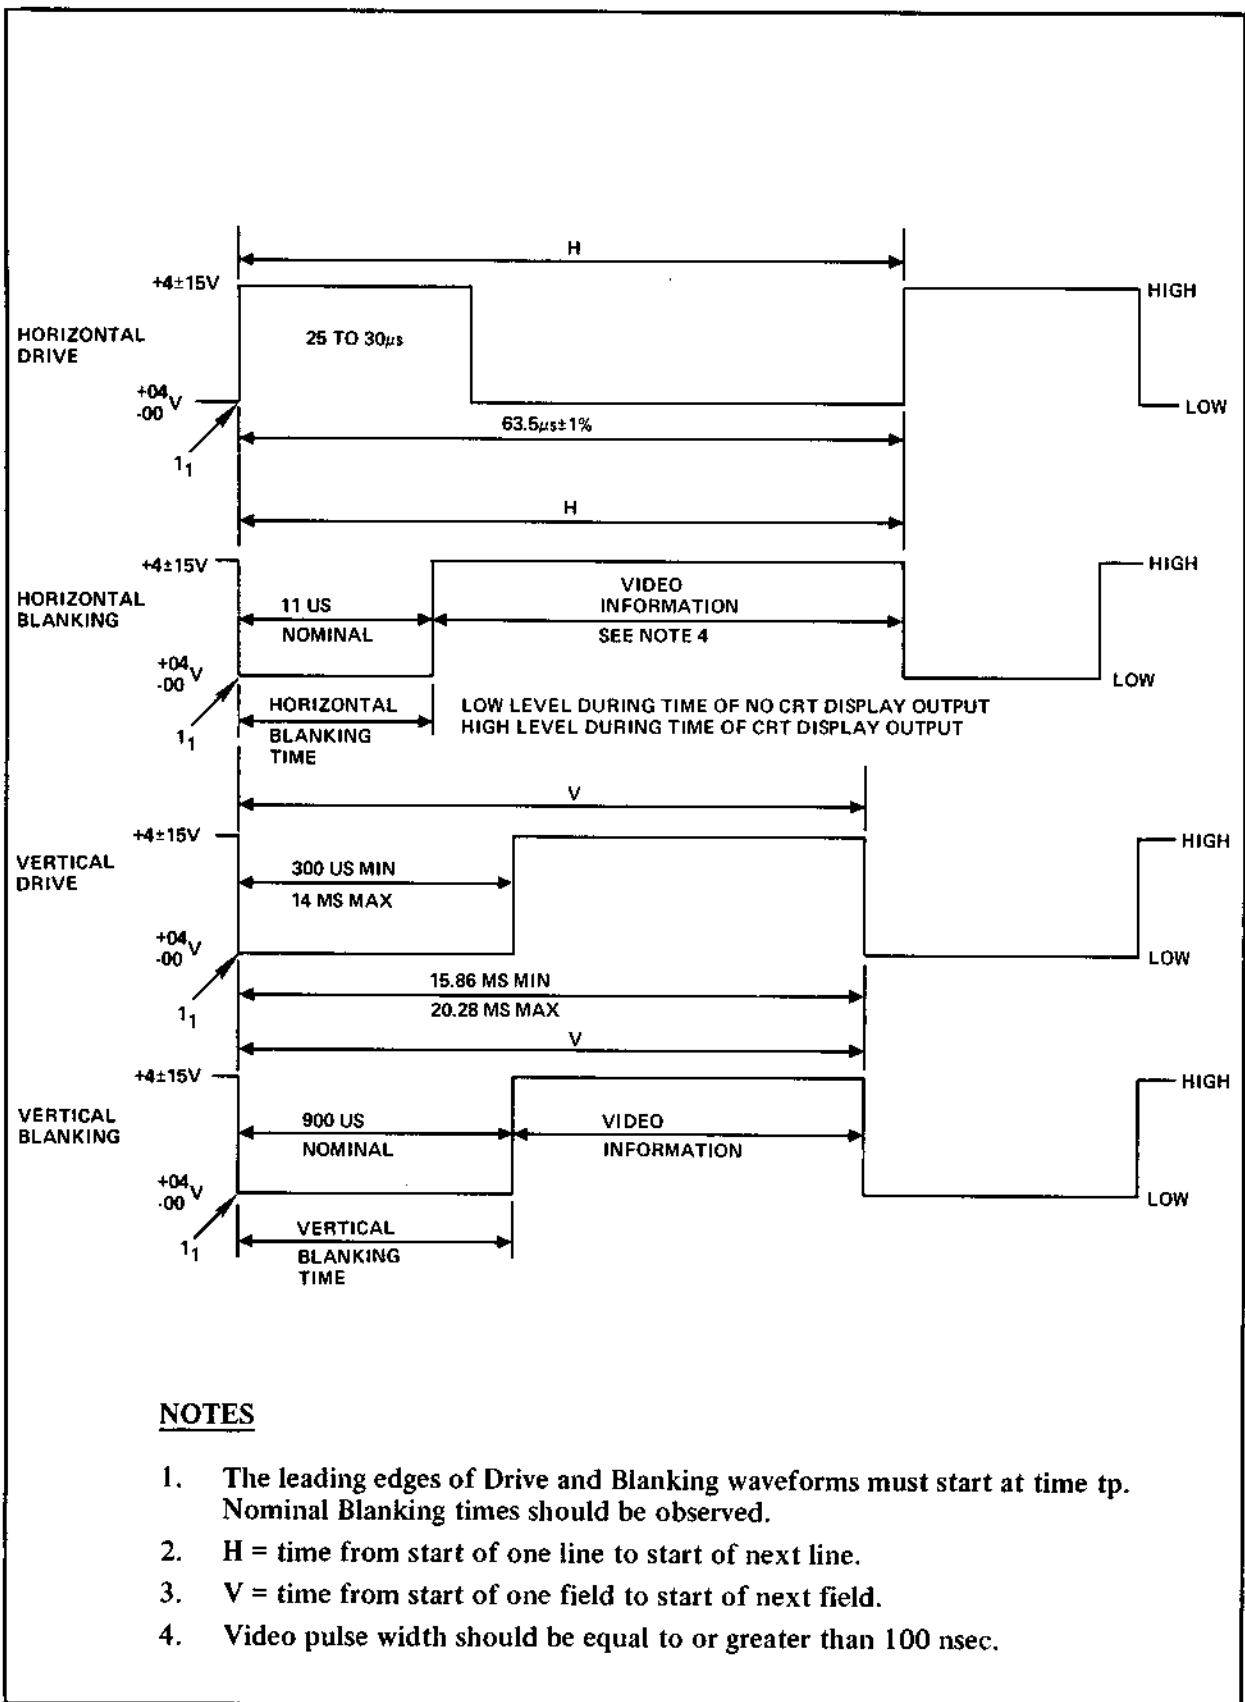 H
+4±15V
HIGH
HORIZONTAL
DRIVE
25 TO 30µs
+04
-00 V
LOW
63.5µs±1%
1₁
H
+4±15V
HIGH
HORIZONTAL
BLANKING
11 US
NOMINAL
VIDEO
INFORMATION
SEE NOTE 4
+04
-00 V
LOW
1₁
HORIZONTAL
BLANKING
TIME
LOW LEVEL DURING TIME OF NO CRT DISPLAY OUTPUT
HIGH LEVEL DURING TIME OF CRT DISPLAY OUTPUT
V
+4±15V
HIGH
VERTICAL
DRIVE
300 US MIN
14 MS MAX
+04
-00 V
LOW
1₁
15.86 MS MIN
20.28 MS MAX
V
+4±15V
HIGH
VERTICAL
BLANKING
900 US
NOMINAL
VIDEO
INFORMATION
+04
-00 V
LOW
1₁
VERTICAL
BLANKING
TIME
NOTES
1. The leading edges of Drive and Blanking waveforms must start at time tp.
Nominal Blanking times should be observed.
2. H = time from start of one line to start of next line.
3. V = time from start of one field to start of next field.
4. Video pulse width should be equal to or greater than 100 nsec.